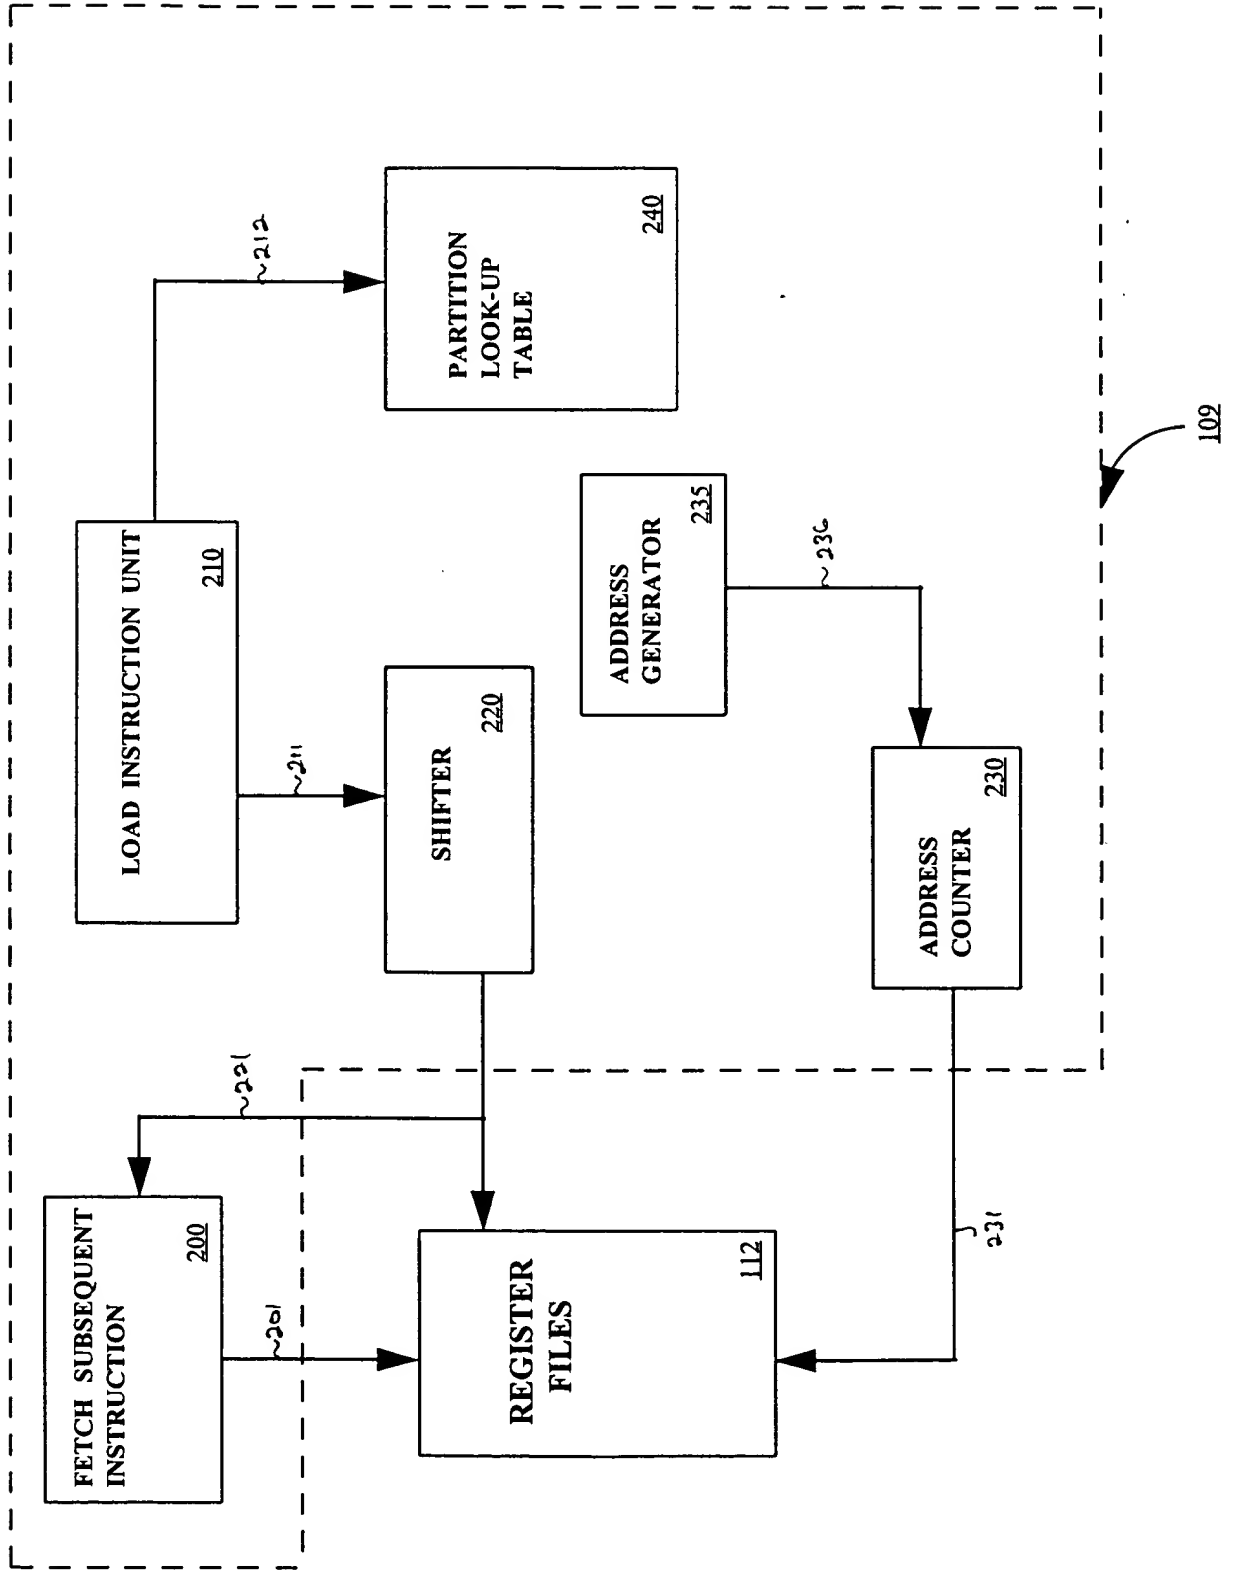 FETCH SUBSEQUENT
INSTRUCTION
200
201
221
LOAD INSTRUCTION UNIT
210
211
212
REGISTER
FILES
112
SHIFTER
220
PARTITION
LOOK-UP
TABLE
240
ADDRESS
GENERATOR
235
236
ADDRESS
COUNTER
230
231
109